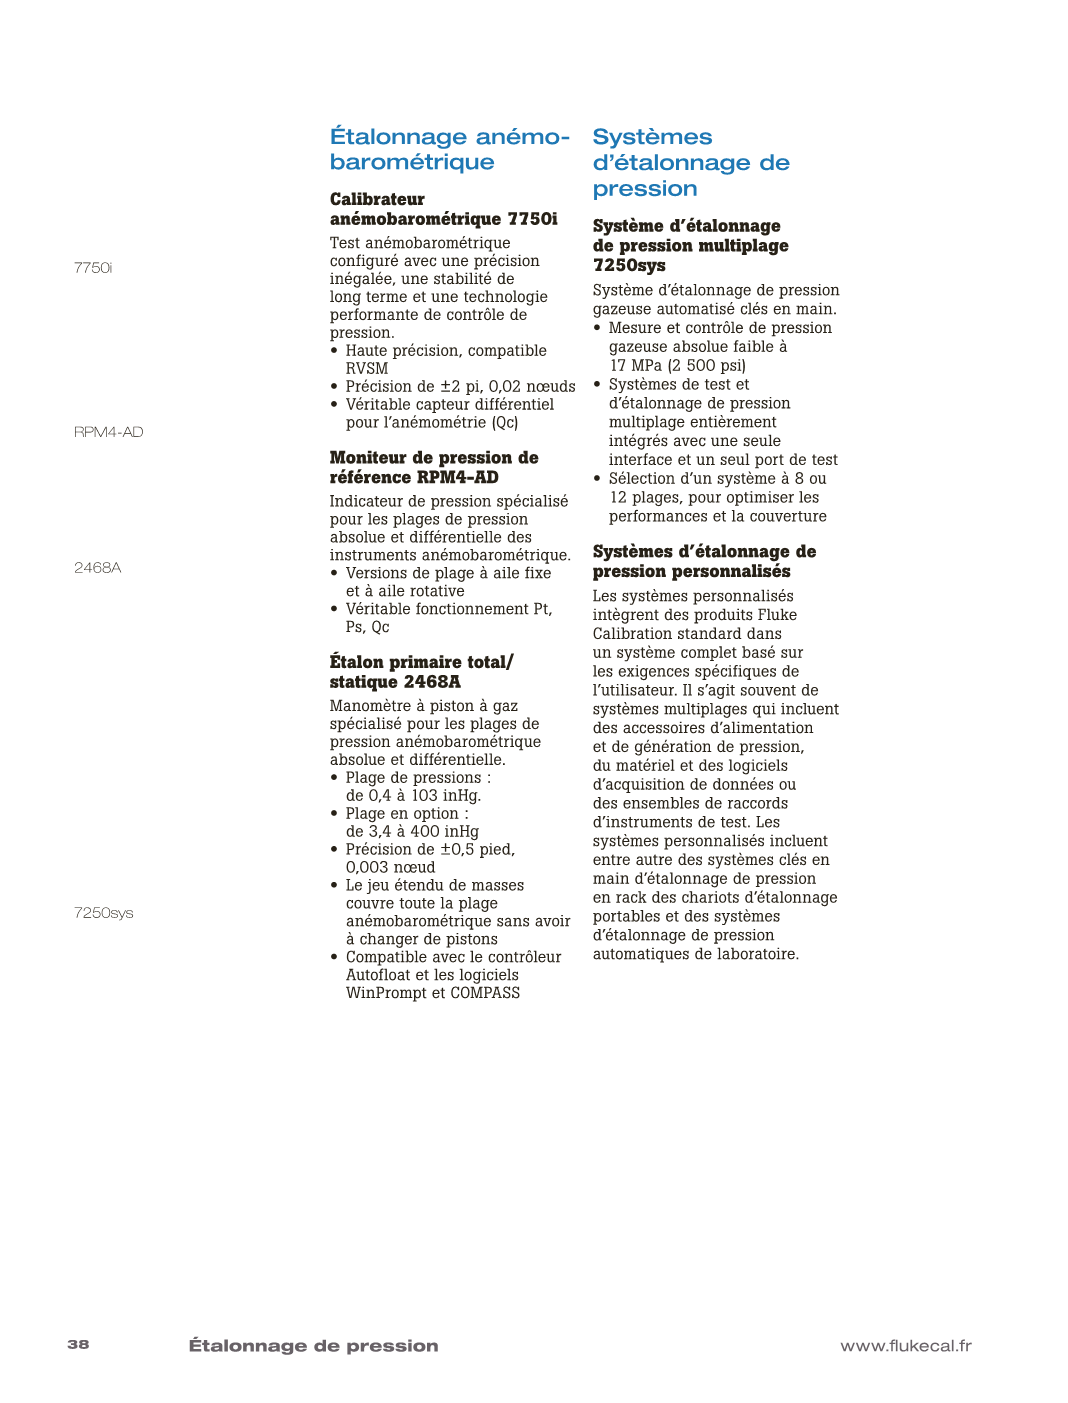 7750i
RPM4-AD
2468A
7250sys
Étalonnage anémo-
barométrique
Calibrateur
anémobarométrique 7750i
Test anémobarométrique
configuré avec une précision
inégalée, une stabilité de
long terme et une technologie
performante de contrôle de
pression.
• Haute précision, compatible
RVSM
• Précision de ±2 pi, 0,02 nœuds
• Véritable capteur différentiel
pour l’anémométrie (Qc)
Moniteur de pression de
référence RPM4-AD
Indicateur de pression spécialisé
pour les plages de pression
absolue et différentielle des
instruments anémobarométrique.
• Versions de plage à aile fixe
et à aile rotative
• Véritable fonctionnement Pt,
Ps, Qc
Étalon primaire total/
statique 2468A
Manomètre à piston à gaz
spécialisé pour les plages de
pression anémobarométrique
absolue et différentielle.
• Plage de pressions :
de 0,4 à 103 inHg.
• Plage en option :
de 3,4 à 400 inHg
• Précision de ±0,5 pied,
0,003 nœud
• Le jeu étendu de masses
couvre toute la plage
anémobarométrique sans avoir
à changer de pistons
• Compatible avec le contrôleur
Autofloat et les logiciels
WinPrompt et COMPASS
Systèmes
d’étalonnage de
pression
Système d’étalonnage
de pression multiplage
7250sys
Système d’étalonnage de pression
gazeuse automatisé clés en main.
• Mesure et contrôle de pression
gazeuse absolue faible à
17 MPa (2 500 psi)
• Systèmes de test et
d’étalonnage de pression
multiplage entièrement
intégrés avec une seule
interface et un seul port de test
• Sélection d’un système à 8 ou
12 plages, pour optimiser les
performances et la couverture
Systèmes d’étalonnage de
pression personnalisés
Les systèmes personnalisés
intègrent des produits Fluke
Calibration standard dans
un système complet basé sur
les exigences spécifiques de
l’utilisateur. Il s’agit souvent de
systèmes multiplages qui incluent
des accessoires d’alimentation
et de génération de pression,
du matériel et des logiciels
d’acquisition de données ou
des ensembles de raccords
d’instruments de test. Les
systèmes personnalisés incluent
entre autre des systèmes clés en
main d’étalonnage de pression
en rack des chariots d’étalonnage
portables et des systèmes
d’étalonnage de pression
automatiques de laboratoire.
38
Étalonnage de pression
www.flukecal.fr